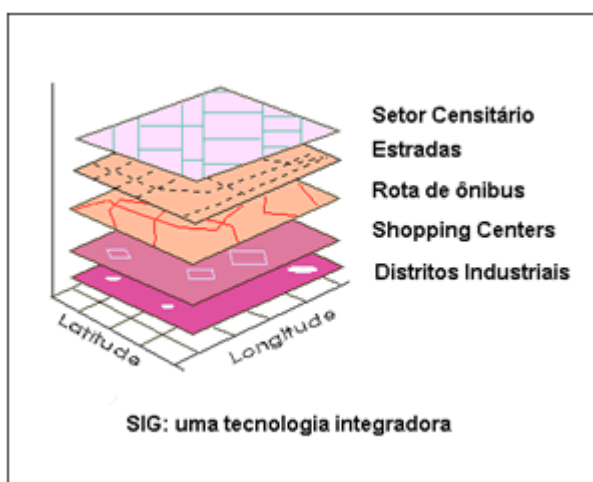 Setor Censitário
Estradas
Rota de ônibus
Shopping Centers
Distritos Industriais
Latitude
Longitude
SIG: uma tecnologia integradora